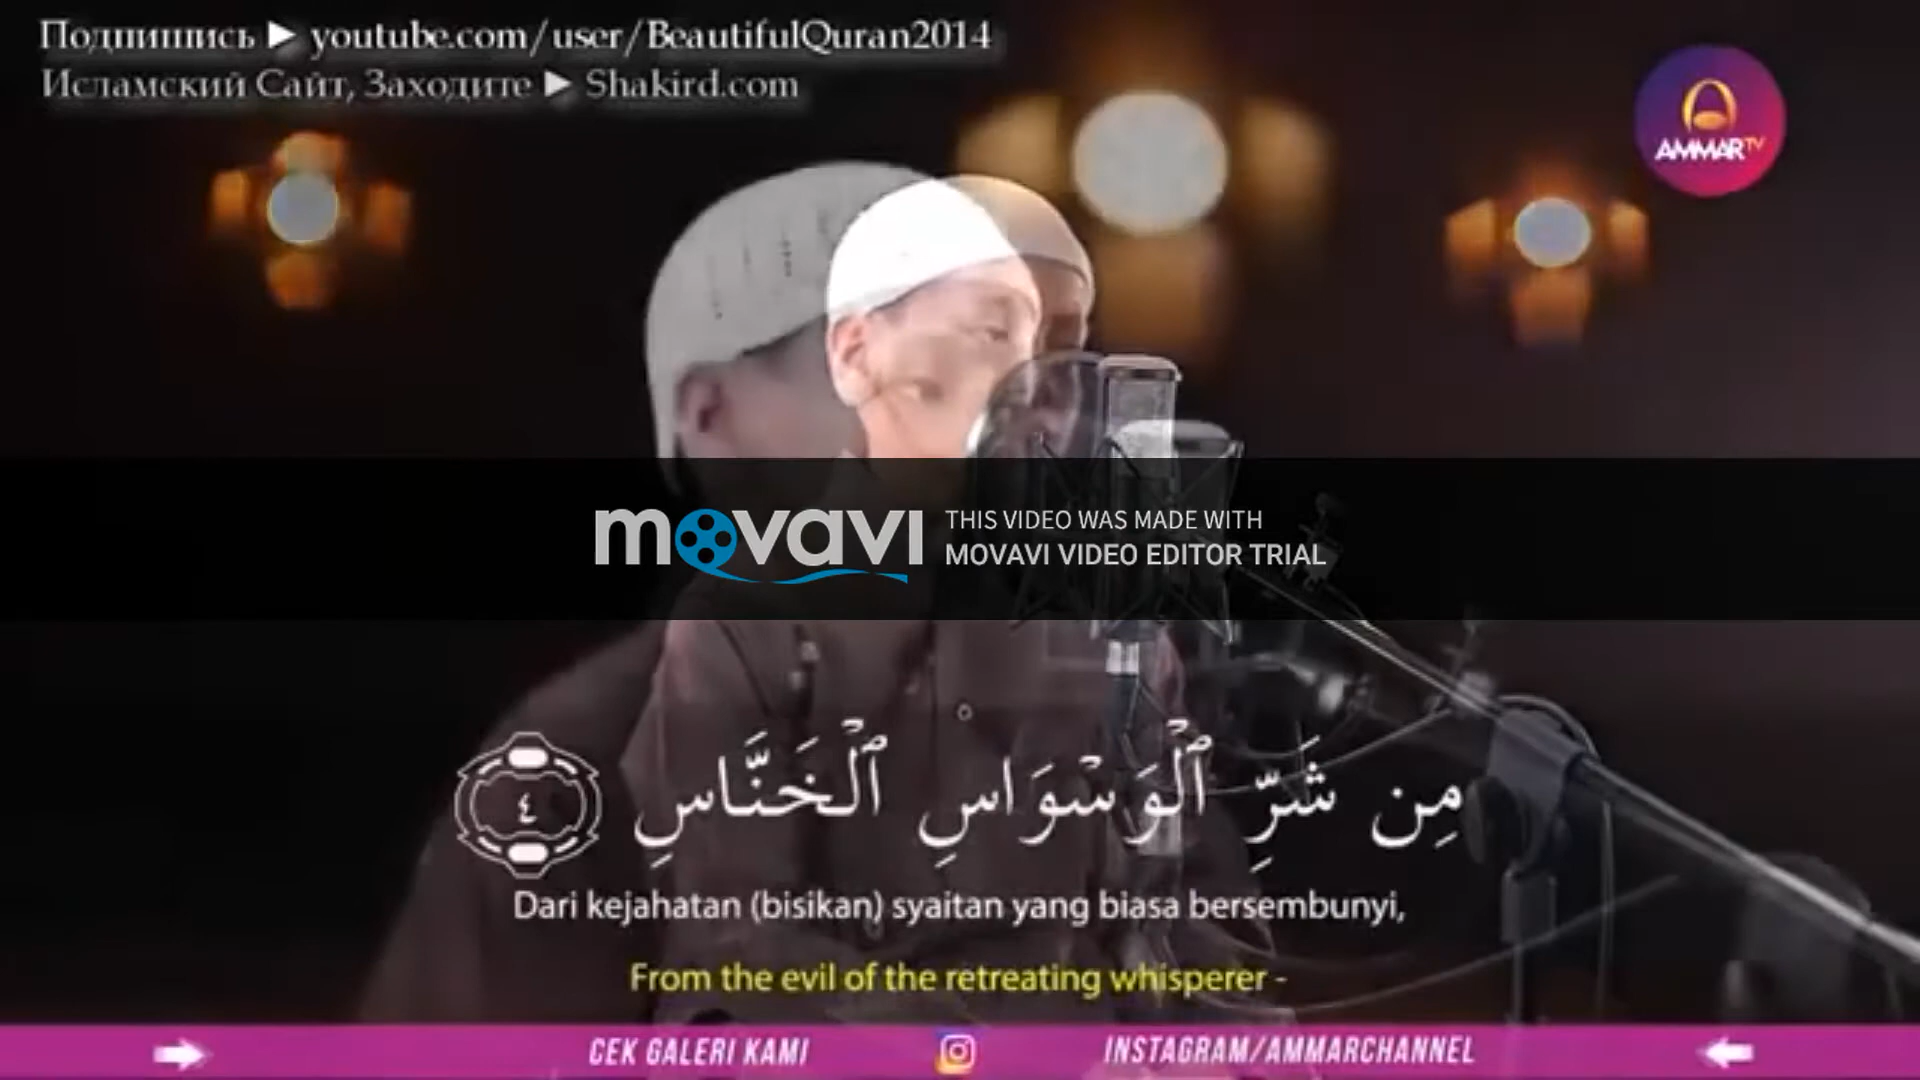 Подпишись ► youtube.com/user/BeautifulQuran2014
Исламский Сайт, Заходите ► Shakird.com
AMMARTV
movavi
THIS VIDEO WAS MADE WITH
MOVAVI VIDEO EDITOR TRIAL
مِن شَرِّ ٱلْوَسْوَاسِ ٱلْخَنَّاسِ ٤
Dari kejahatan (bisikan) syaitan yang biasa bersembunyi,
From the evil of the retreating whisperer -
CEK GALERI KAMI INSTAGRAM/AMMARCHANNEL